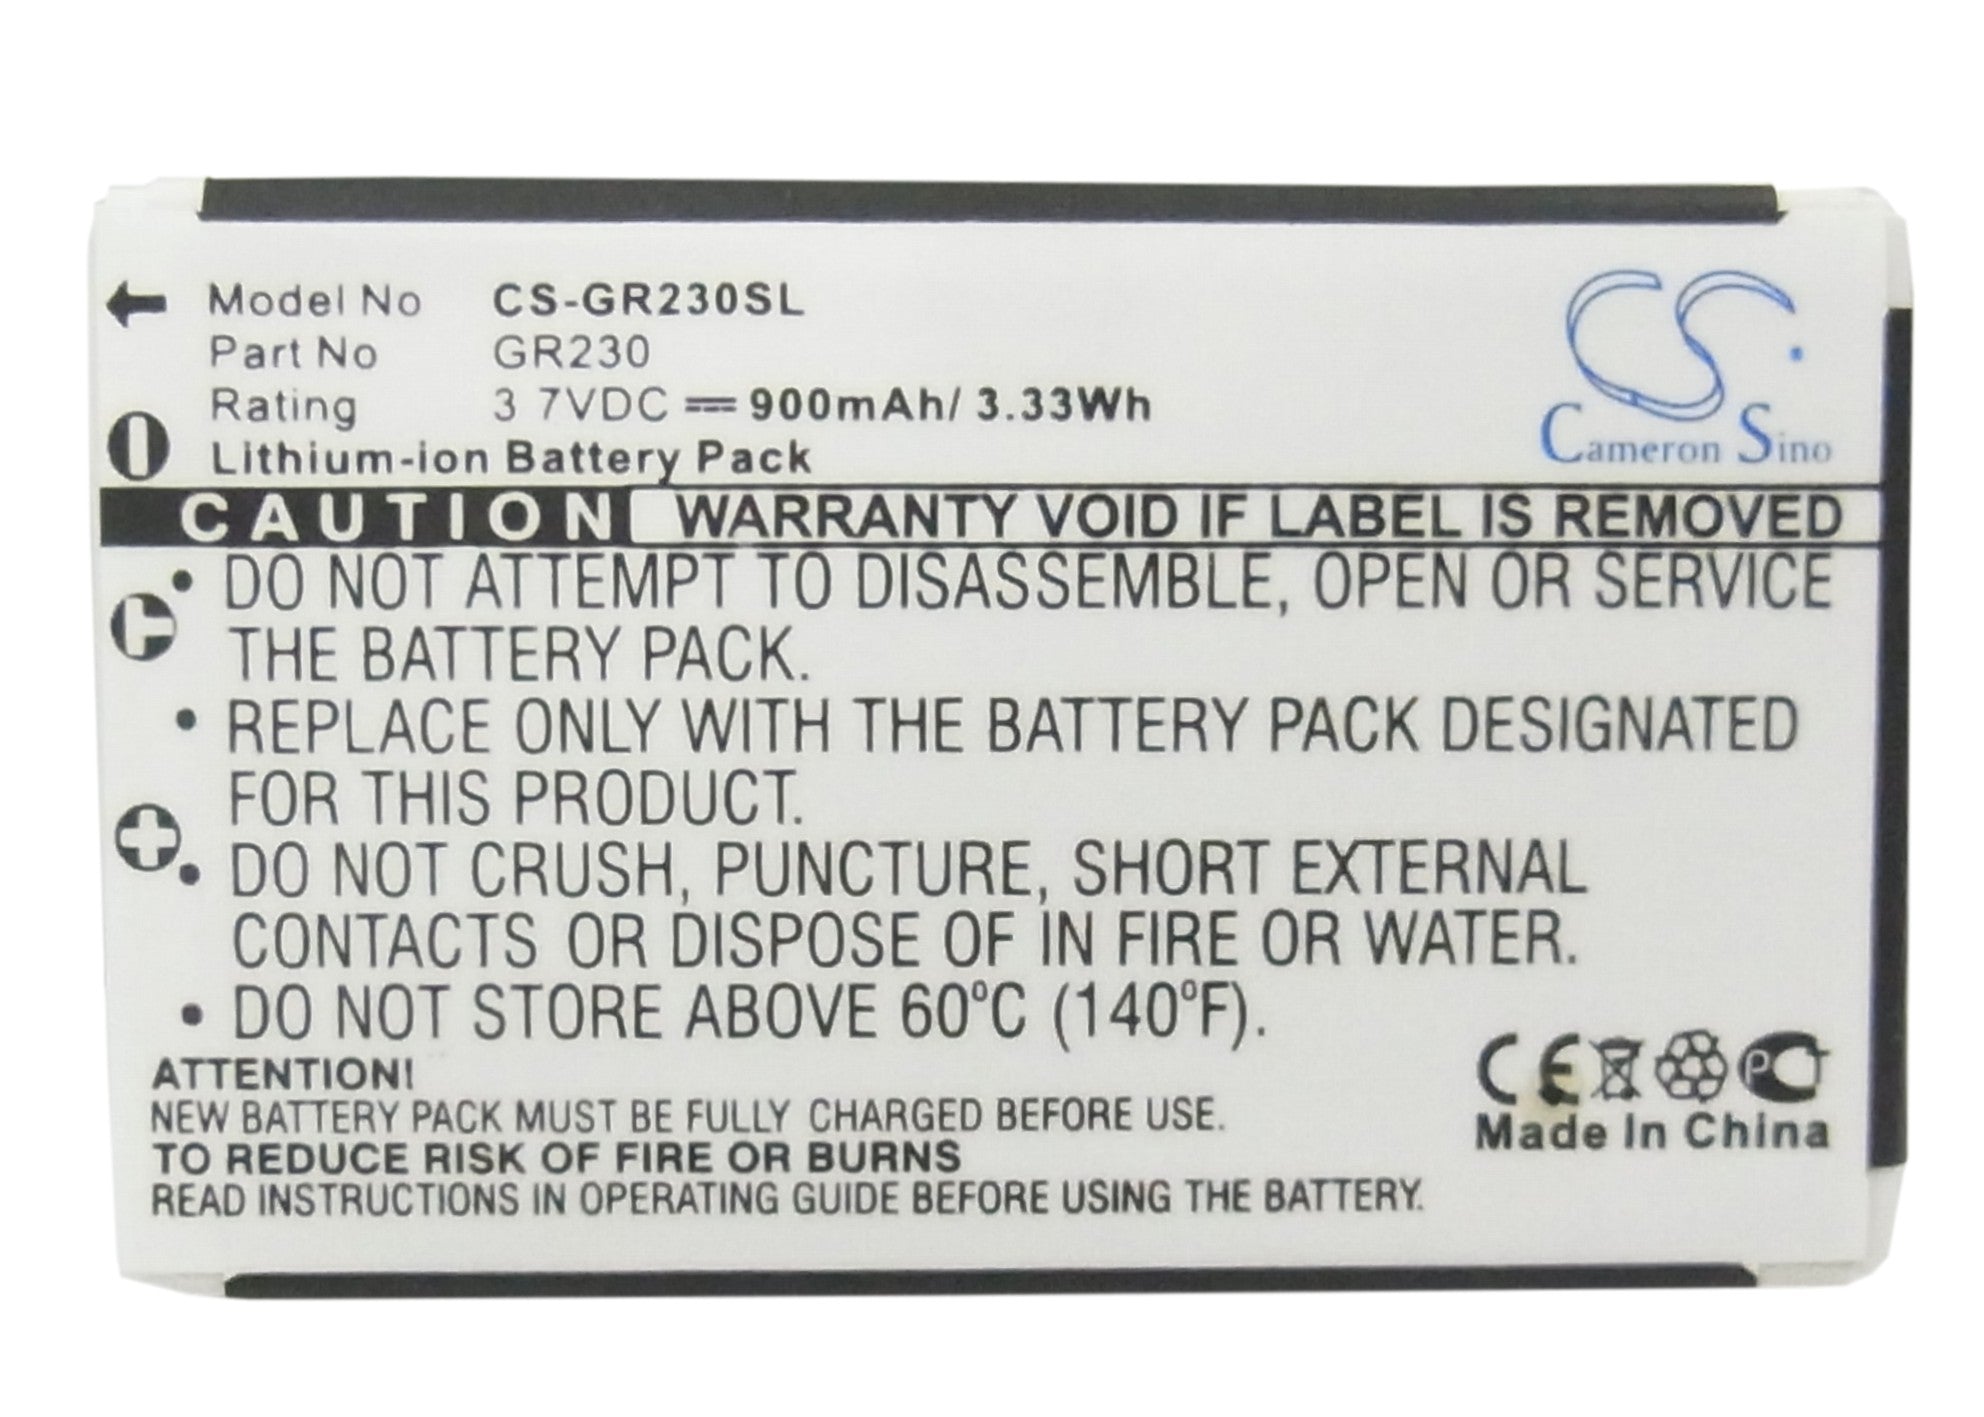 Model No CS-GR230SL
Part No GR230
Rating 3 7VDC 900mAh/ 3.33Wh
Lithium-ion Battery Pack
CS
Cameron Sino
CAUTION WARRANTY VOID IF LABEL IS REMOVED
• DO NOT ATTEMPT TO DISASSEMBLE, OPEN OR SERVICE
THE BATTERY PACK.
• REPLACE ONLY WITH THE BATTERY PACK DESIGNATED
FOR THIS PRODUCT.
• DO NOT CRUSH, PUNCTURE, SHORT EXTERNAL
CONTACTS OR DISPOSE OF IN FIRE OR WATER.
• DO NOT STORE ABOVE 60°C (140°F).
ATTENTION!
NEW BATTERY PACK MUST BE FULLY CHARGED BEFORE USE.
TO REDUCE RISK OF FIRE OR BURNS
READ INSTRUCTIONS IN OPERATING GUIDE BEFORE USING THE BATTERY.
CE PCT
Made In China